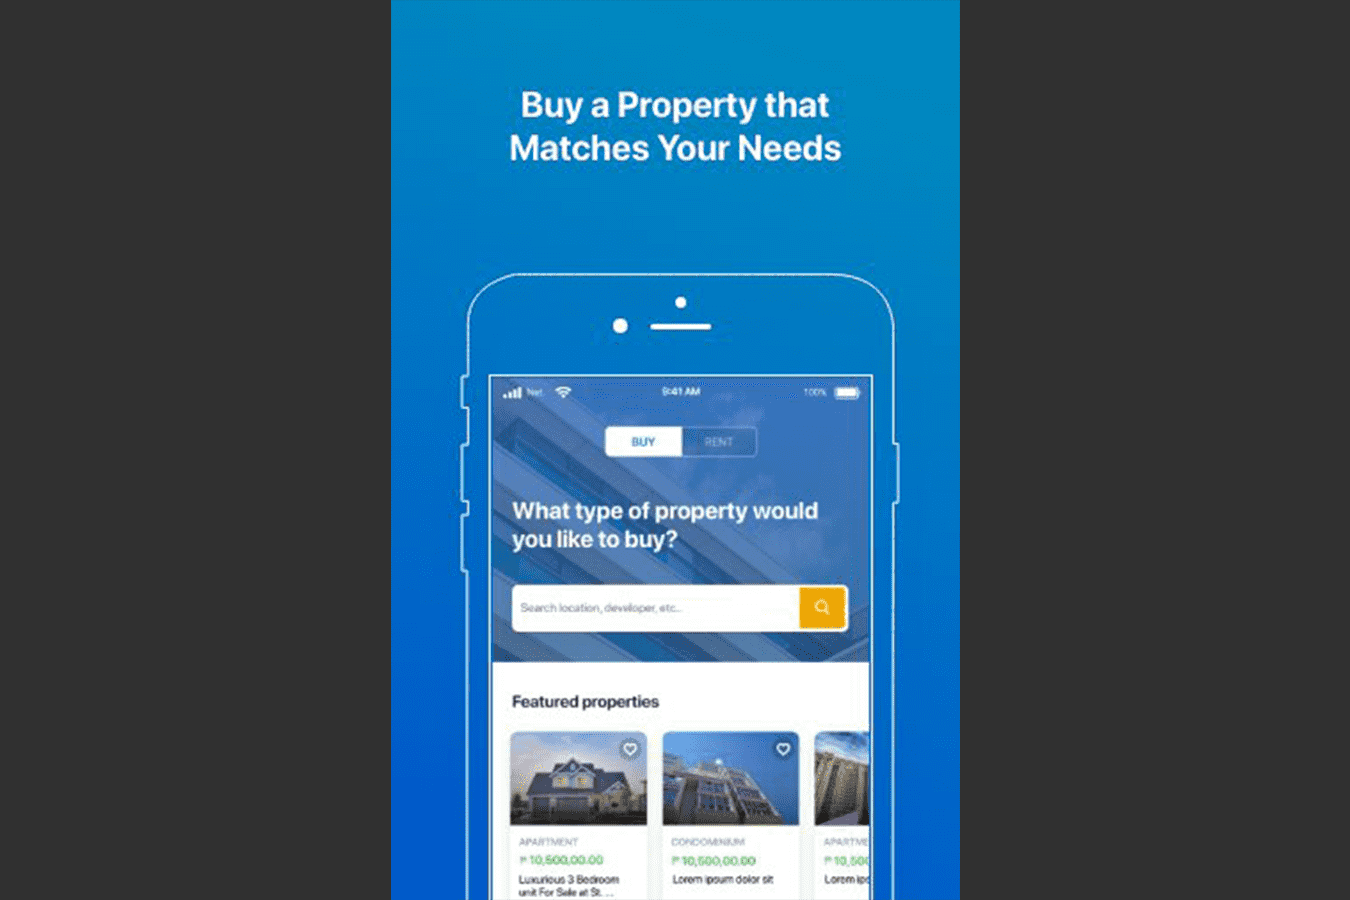 Buy a Property that
Matches Your Needs
Net
9:41 AM
100%
BUY
RENT
What type of property would
you like to buy?
Search location, developer, etc..
Featured properties
APARTMENT
₱ 10,500,00.00
Luxurious 3 Bedroom
unit For Sale at St. ...
CONDOMINIUM
₱ 10,500,00.00
Lorem ipsum dolor sit
APARTME
₱ 10,500
Lorem ip